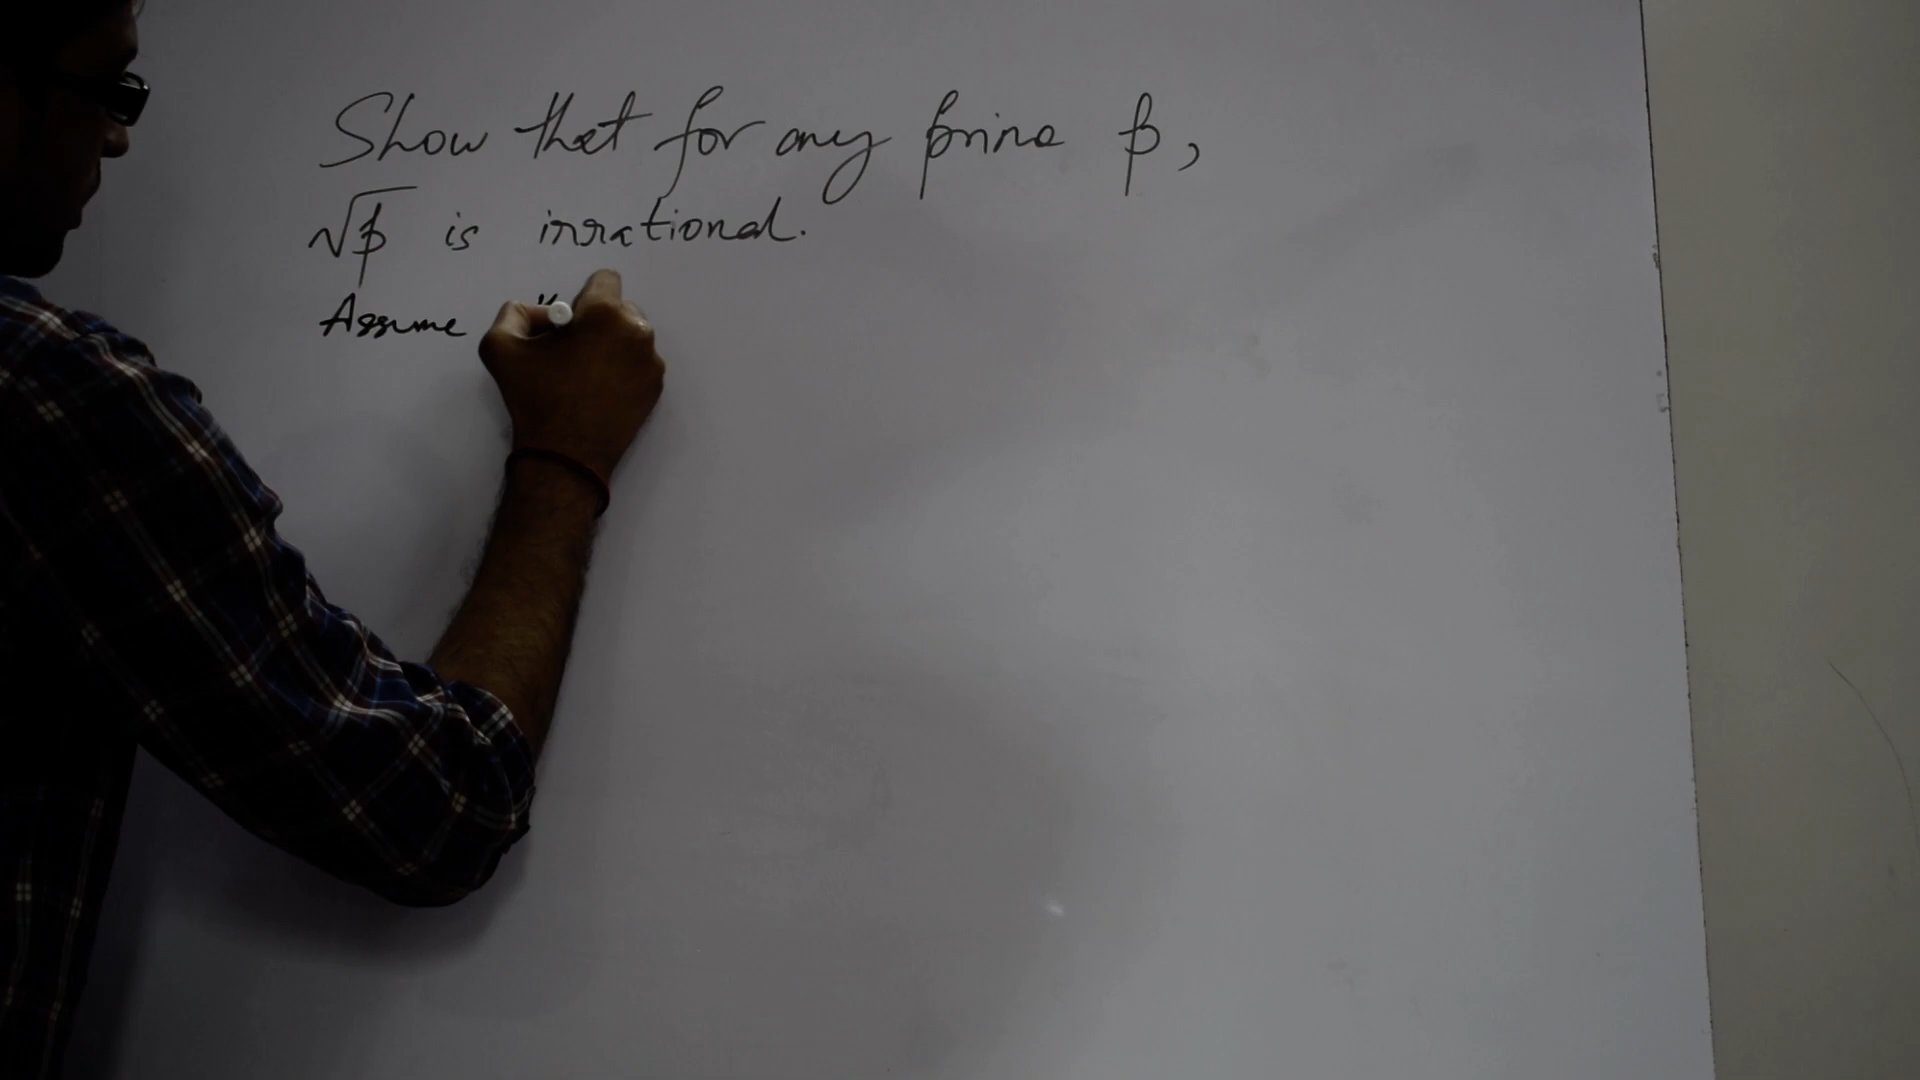 Show that for any prime p,
√p is irrational.
Assume